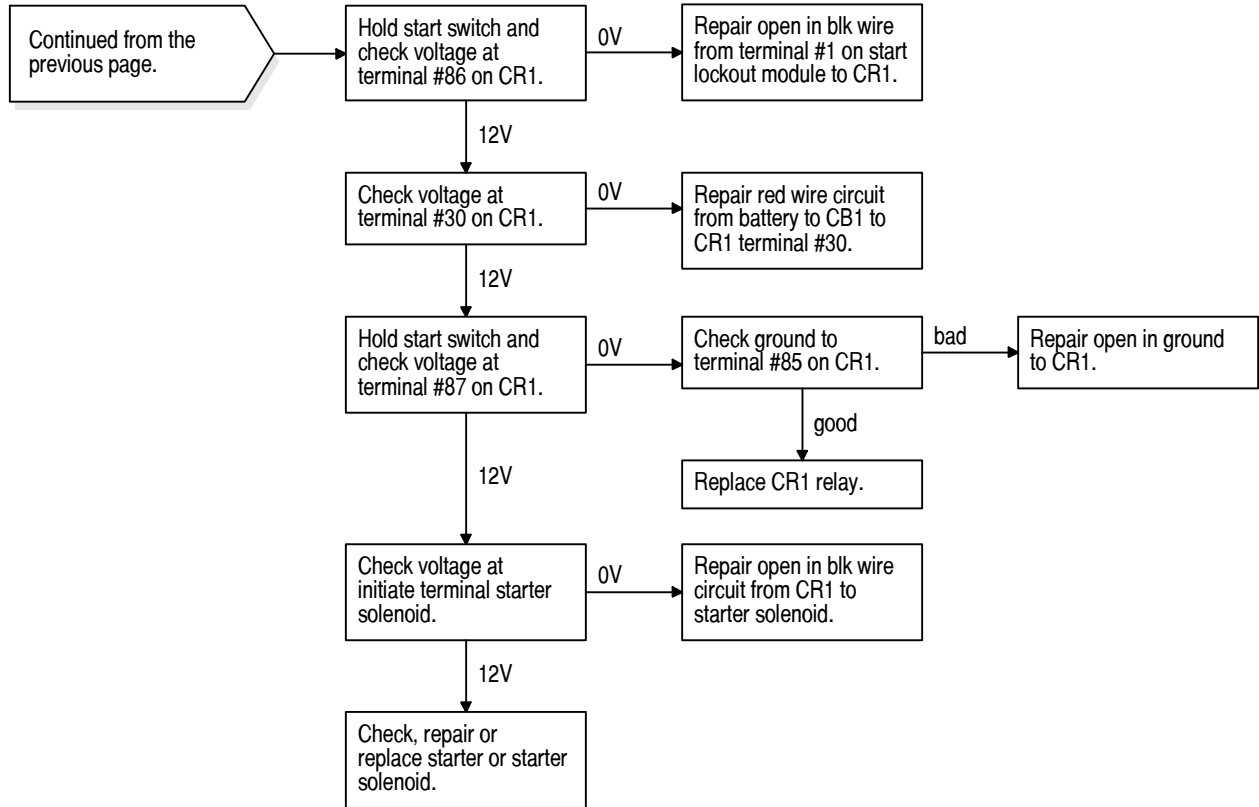 Continued from the
previous page.
Hold start switch and
check voltage at
terminal #86 on CR1.
0V
Repair open in blk wire
from terminal #1 on start
lockout module to CR1.
12V
Check voltage at
terminal #30 on CR1.
0V
Repair red wire circuit
from battery to CB1 to
CR1 terminal #30.
12V
Hold start switch and
check voltage at
terminal #87 on CR1.
0V
Check ground to
terminal #85 on CR1.
bad
Repair open in ground
to CR1.
good
Replace CR1 relay.
12V
Check voltage at
initiate terminal starter
solenoid.
0V
Repair open in blk wire
circuit from CR1 to
starter solenoid.
12V
Check, repair or
replace starter or starter
solenoid.